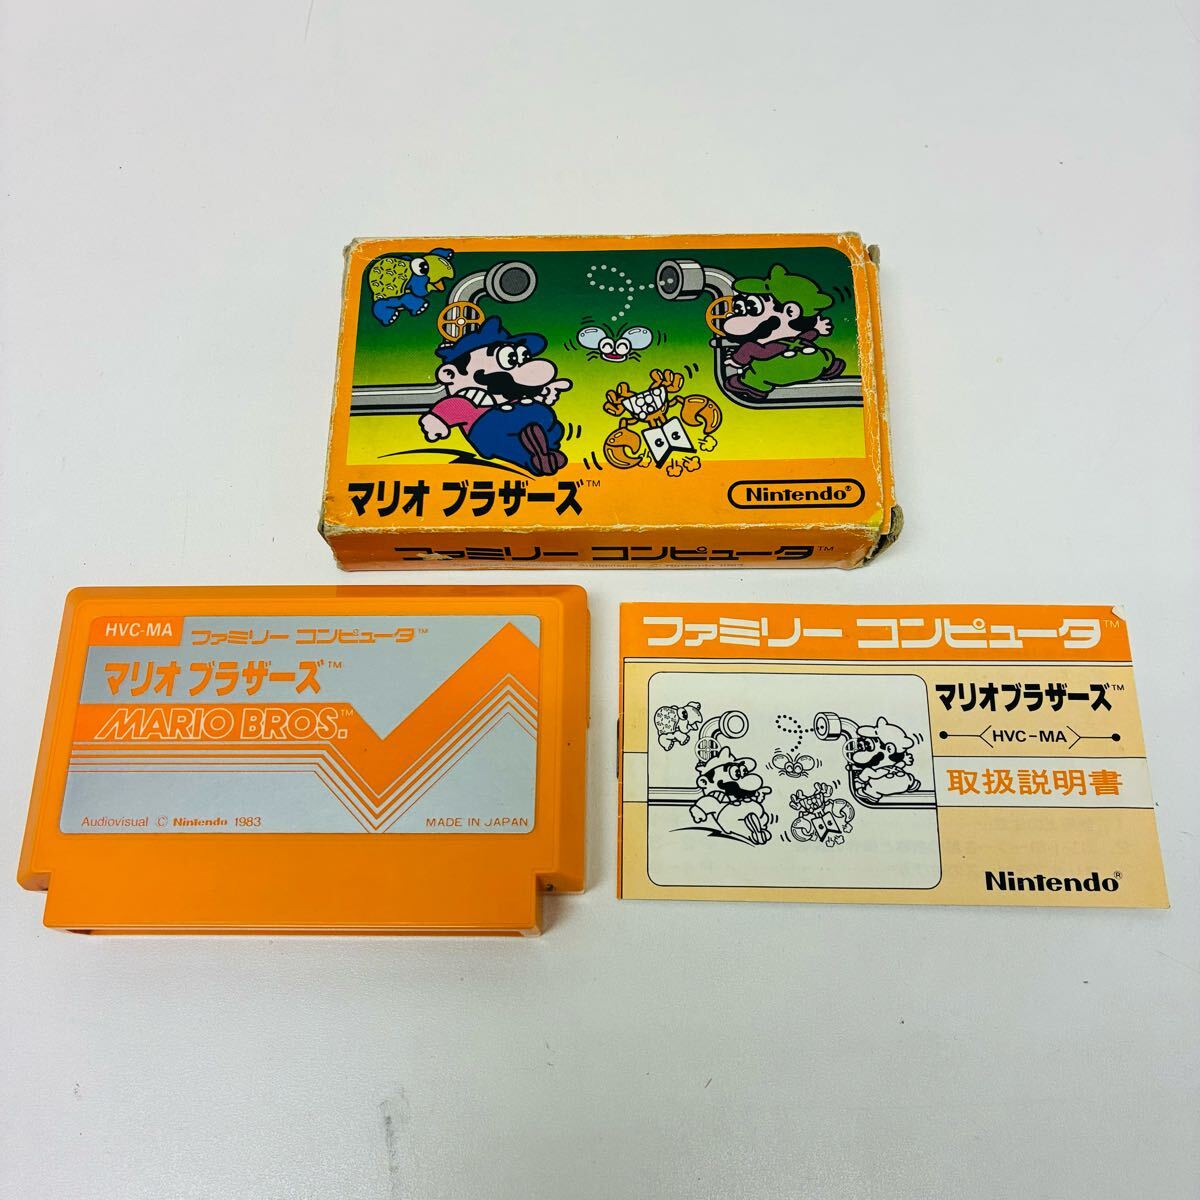 マリオ ブラザーズ™
Nintendo®
ファミリー コンピュータ™
HVC-MA
ファミリー コンピュータ™
マリオ ブラザーズ™
MARIO BROS.™
Audiovisual © Nintendo 1983
MADE IN JAPAN
ファミリー コンピュータ™
マリオブラザーズ™
HVC-MA
取扱説明書
Nintendo®